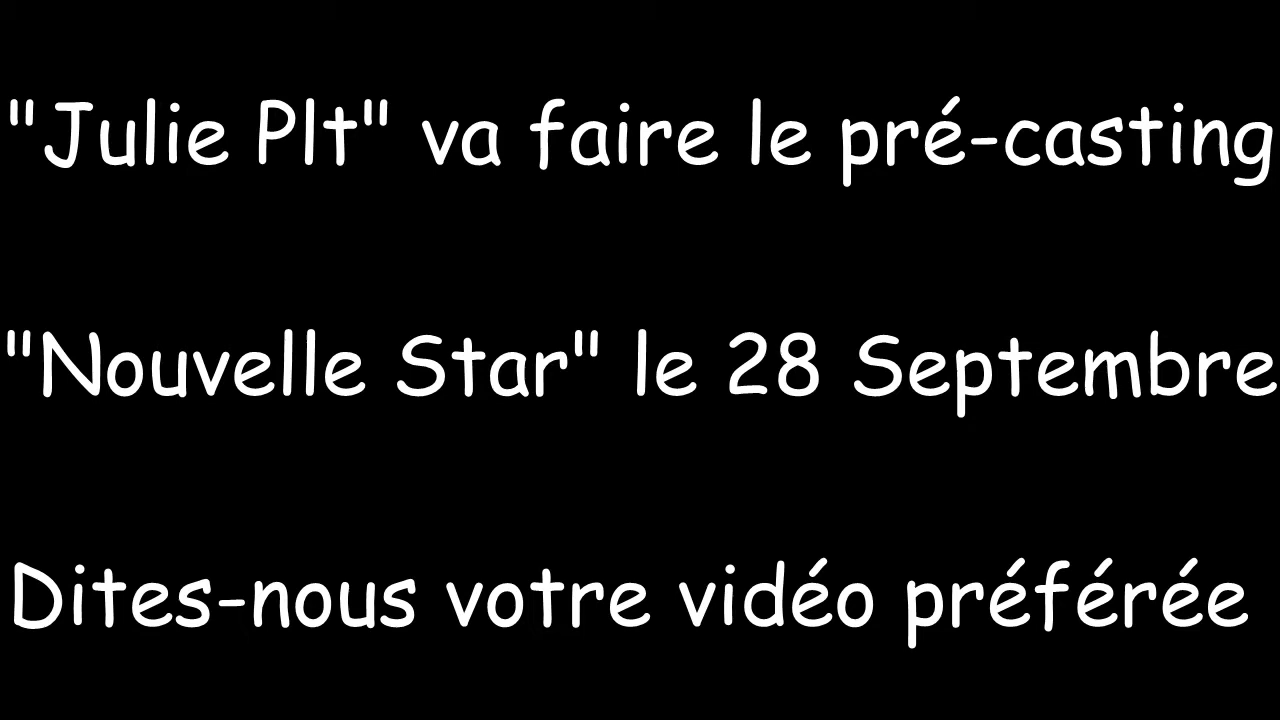 "Julie Plt" va faire le pré-casting
"Nouvelle Star" le 28 Septembre
Dites-nous votre vidéo préférée